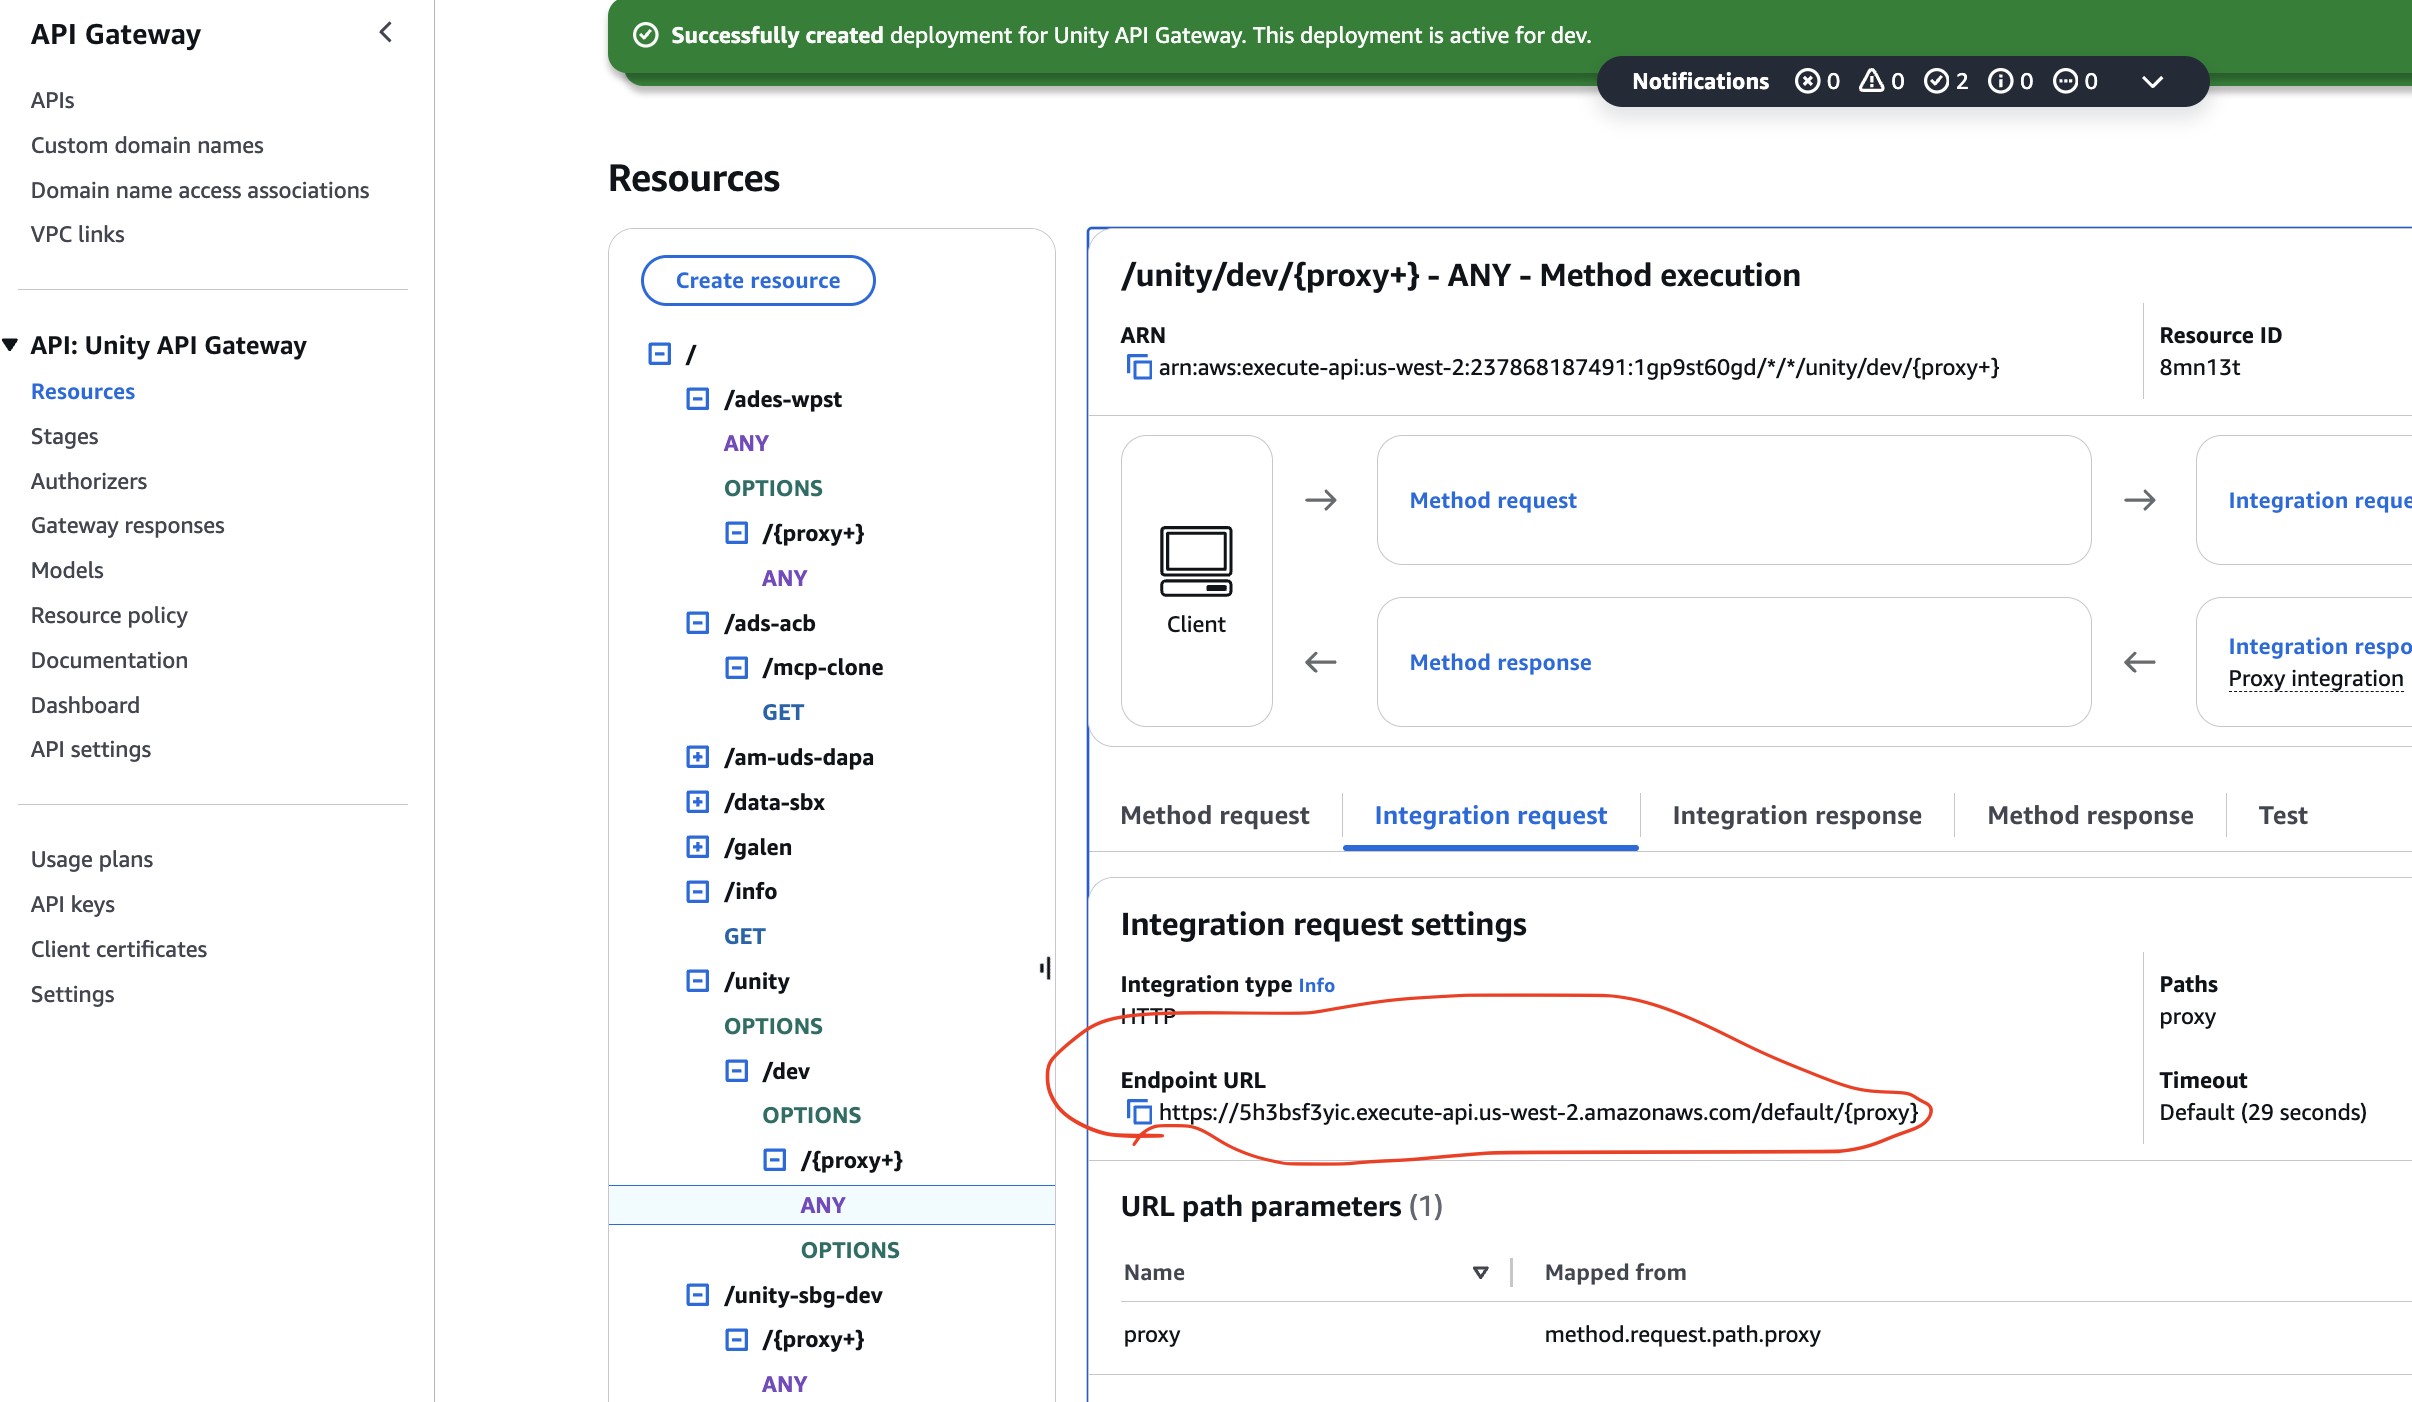 API Gateway
APIs
Custom domain names
Domain name access associations
VPC links
API: Unity API Gateway
Resources
Stages
Authorizers
Gateway responses
Models
Resource policy
Documentation
Dashboard
API settings
Usage plans
API keys
Client certificates
Settings
Successfully created deployment for Unity API Gateway. This deployment is active for dev.
Notifications 0 0 2 0 0
Resources
Create resource
/
/ades-wpst
ANY
OPTIONS
/{proxy+}
ANY
/ads-acb
/mcp-clone
GET
/am-uds-dapa
/data-sbx
/galen
/info
GET
/unity
OPTIONS
/dev
OPTIONS
/{proxy+}
ANY
OPTIONS
/unity-sbg-dev
/{proxy+}
ANY
/unity/dev/{proxy+} - ANY - Method execution
ARN
arn:aws:execute-api:us-west-2:237868187491:1gp9st60gd/*/*/unity/dev/{proxy+}
Resource ID
8mn13t
Client
Method request
Integration reque
Method response
Integration respo
Proxy integration
Method request
Integration request
Integration response
Method response
Test
Integration request settings
Integration type Info
HTTP
Paths
proxy
Endpoint URL
https://5h3bsf3yic.execute-api.us-west-2.amazonaws.com/default/{proxy}
Timeout
Default (29 seconds)
URL path parameters (1)
Name
Mapped from
proxy
method.request.path.proxy